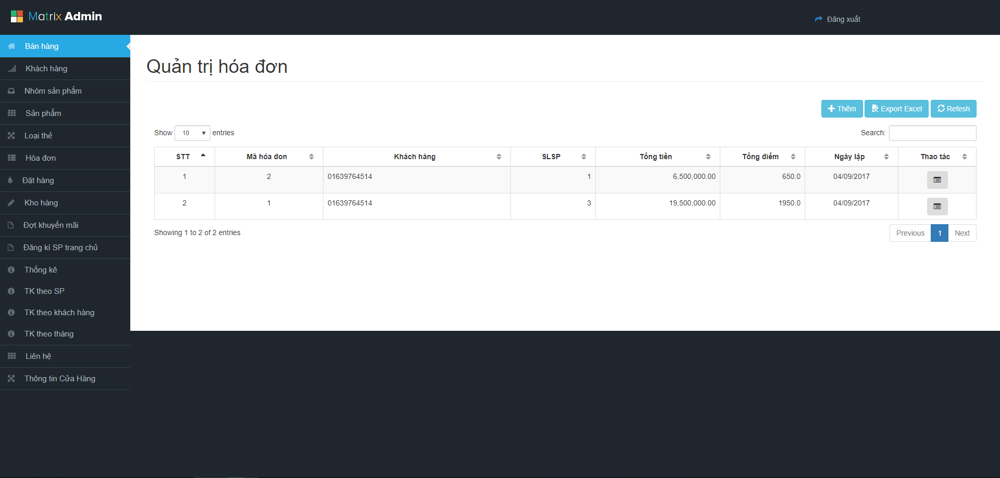 Matrix Admin
Đăng xuất
Bán hàng
Khách hàng
Nhóm sản phẩm
Sản phẩm
Loại thẻ
Hóa đơn
Đặt hàng
Kho hàng
Đợt khuyến mãi
Đăng kí SP trang chủ
Thống kê
TK theo SP
TK theo khách hàng
TK theo tháng
Liên hệ
Thông tin Cửa Hàng
Quản trị hóa đơn
Thêm Export Excel Refesh
Show 10 entries Search:
STT Mã hóa đon Khách hàng SLSP Tổng tiền Tổng điểm Ngày lập Thao tác
1 2 01639764514 1 6,500,000.00 650.0 04/09/2017
2 1 01639764514 3 19,500,000.00 1950.0 04/09/2017
Showing 1 to 2 of 2 entries Previous 1 Next